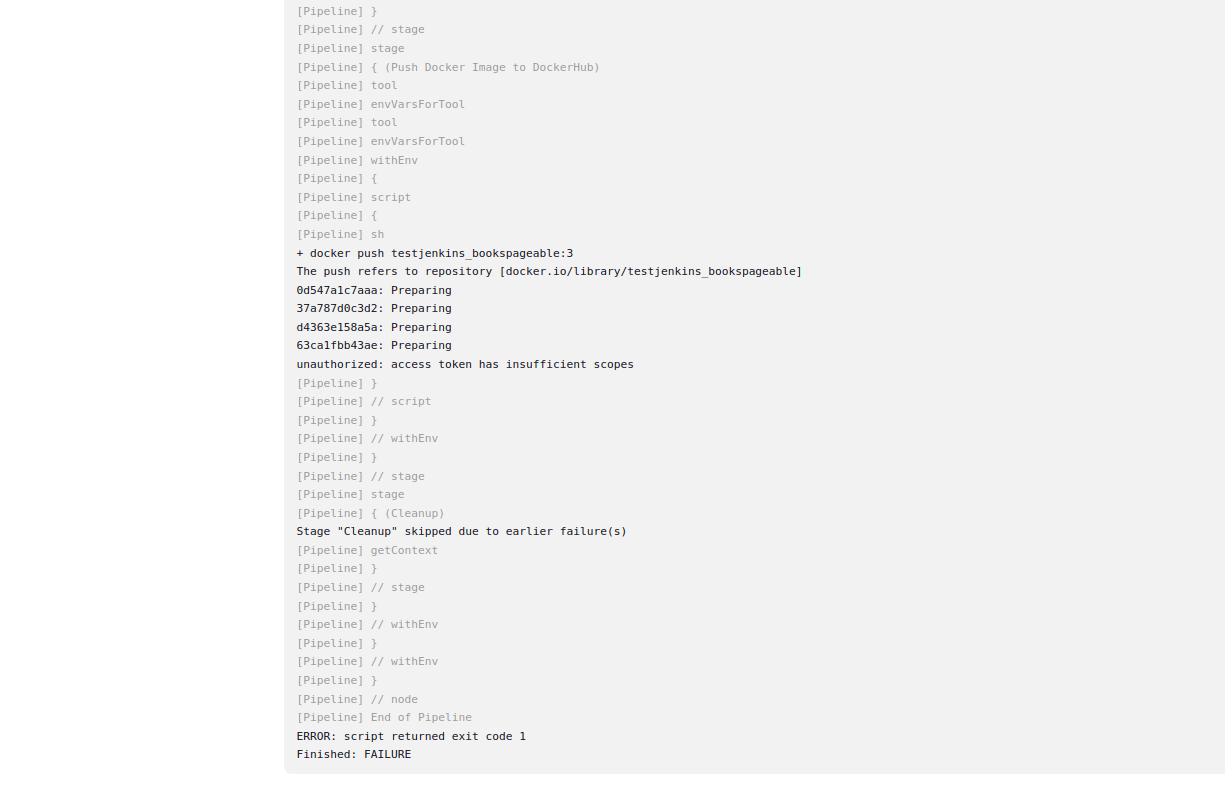 [Pipeline] }
[Pipeline] // stage
[Pipeline] stage
[Pipeline] { (Push Docker Image to DockerHub)
[Pipeline] tool
[Pipeline] envVarsForTool
[Pipeline] tool
[Pipeline] envVarsForTool
[Pipeline] withEnv
[Pipeline] {
[Pipeline] script
[Pipeline] {
[Pipeline] sh
+ docker push testjenkins_bookspageable:3
The push refers to repository [docker.io/library/testjenkins_bookspageable]
0d547a1c7aaa: Preparing
37a787d0c3d2: Preparing
d4363e158a5a: Preparing
63ca1fbb43ae: Preparing
unauthorized: access token has insufficient scopes
[Pipeline] }
[Pipeline] // script
[Pipeline] }
[Pipeline] // withEnv
[Pipeline] }
[Pipeline] // stage
[Pipeline] stage
[Pipeline] { (Cleanup)
Stage "Cleanup" skipped due to earlier failure(s)
[Pipeline] getContext
[Pipeline] }
[Pipeline] // stage
[Pipeline] }
[Pipeline] // withEnv
[Pipeline] }
[Pipeline] // withEnv
[Pipeline] }
[Pipeline] // node
[Pipeline] End of Pipeline
ERROR: script returned exit code 1
Finished: FAILURE